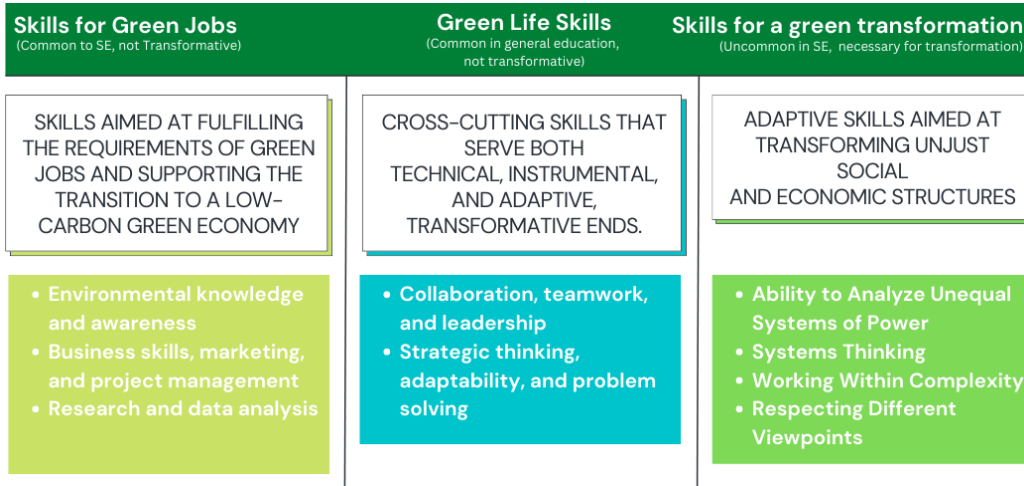 Skills for Green Jobs
(Common to SE, not Transformative)
Green Life Skills
(Common in general education,
not transformative)
Skills for a green transformation
(Uncommon in SE, necessary for transformation)
SKILLS AIMED AT FULFILLING
THE REQUIREMENTS OF GREEN
JOBS AND SUPPORTING THE
TRANSITION TO A LOW-
CARBON GREEN ECONOMY
CROSS-CUTTING SKILLS THAT
SERVE BOTH
TECHNICAL, INSTRUMENTAL,
AND ADAPTIVE,
TRANSFORMATIVE ENDS.
ADAPTIVE SKILLS AIMED AT
TRANSFORMING UNJUST
SOCIAL
AND ECONOMIC STRUCTURES
• Environmental knowledge
and awareness
• Business skills, marketing,
and project management
• Research and data analysis
• Collaboration, teamwork,
and leadership
• Strategic thinking,
adaptability, and problem
solving
• Ability to Analyze Unequal
Systems of Power
• Systems Thinking
• Working Within Complexity
• Respecting Different
Viewpoints